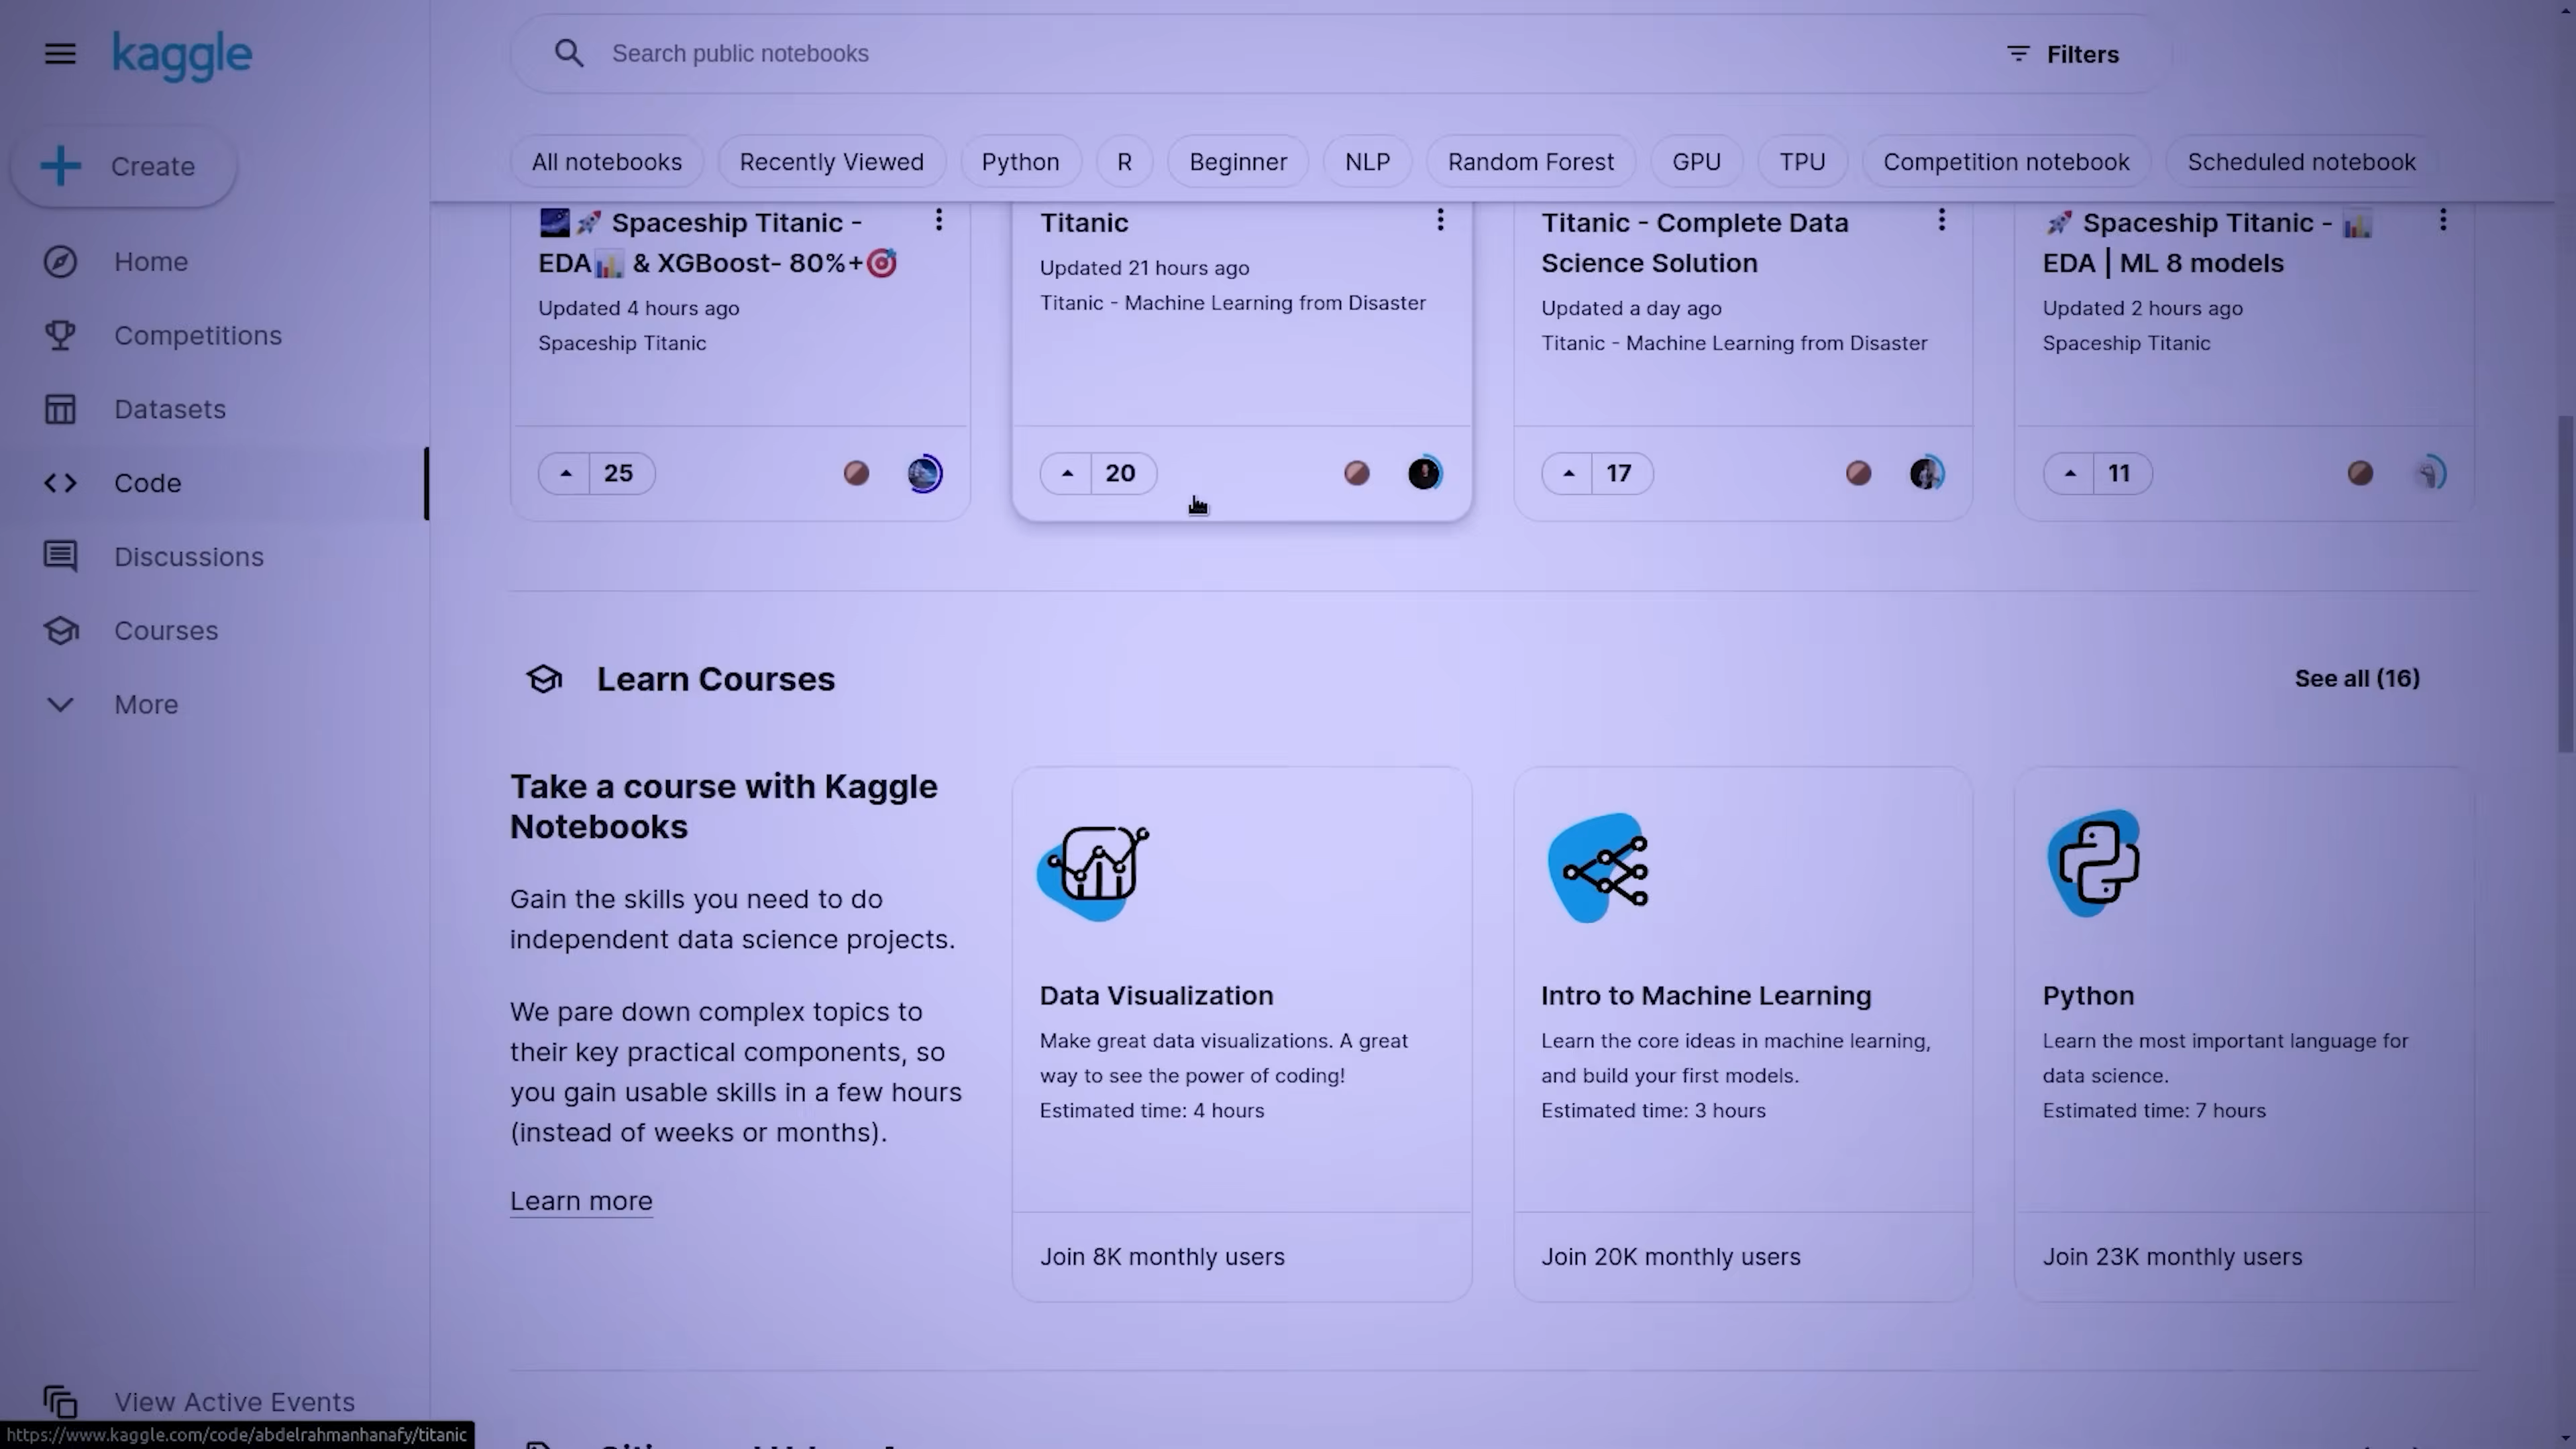 kaggle
Search public notebooks
Filters
Create
All notebooks
Recently Viewed
Python
R
Beginner
NLP
Random Forest
GPU
TPU
Competition notebook
Scheduled notebook
Home
Competitions
Datasets
Code
Discussions
Courses
More
Spaceship Titanic -
EDA & XGBoost- 80%+
Updated 4 hours ago
Spaceship Titanic
25
Titanic
Updated 21 hours ago
Titanic - Machine Learning from Disaster
20
Titanic - Complete Data
Science Solution
Updated a day ago
Titanic - Machine Learning from Disaster
17
Spaceship Titanic -
EDA | ML 8 models
Updated 2 hours ago
Spaceship Titanic
11
Learn Courses
See all (16)
Take a course with Kaggle
Notebooks
Gain the skills you need to do
independent data science projects.
We pare down complex topics to
their key practical components, so
you gain usable skills in a few hours
(instead of weeks or months).
Learn more
Data Visualization
Make great data visualizations. A great
way to see the power of coding!
Estimated time: 4 hours
Join 8K monthly users
Intro to Machine Learning
Learn the core ideas in machine learning,
and build your first models.
Estimated time: 3 hours
Join 20K monthly users
Python
Learn the most important language for
data science.
Estimated time: 7 hours
Join 23K monthly users
View Active Events
https://www.kaggle.com/code/abdelrahmanhanafy/titanic